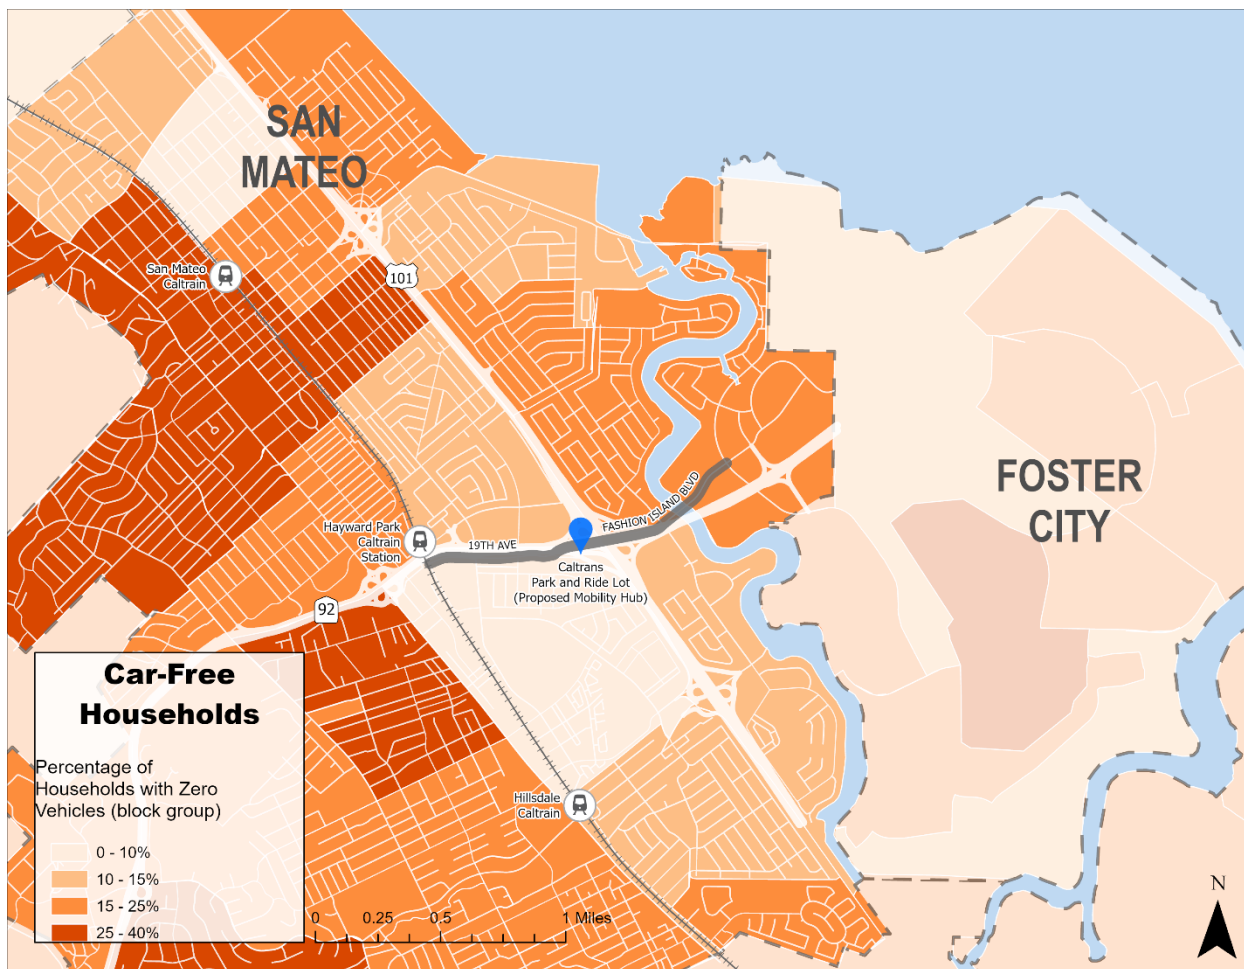 SAN
MATEO
San Mateo
Caltrain
101
FOSTER
CITY
FASHION ISLAND BLVD
Hayward Park
Caltrain
Station
19TH AVE
Caltrans
Park and Ride Lot
(Proposed Mobility Hub)
92
Hillsdale
Caltrain
Car-Free
Households
Percentage of
Households with Zero
Vehicles (block group)
0 - 10%
10 - 15%
15 - 25%
25 - 40%
0 0.25 0.5 1 Miles
N